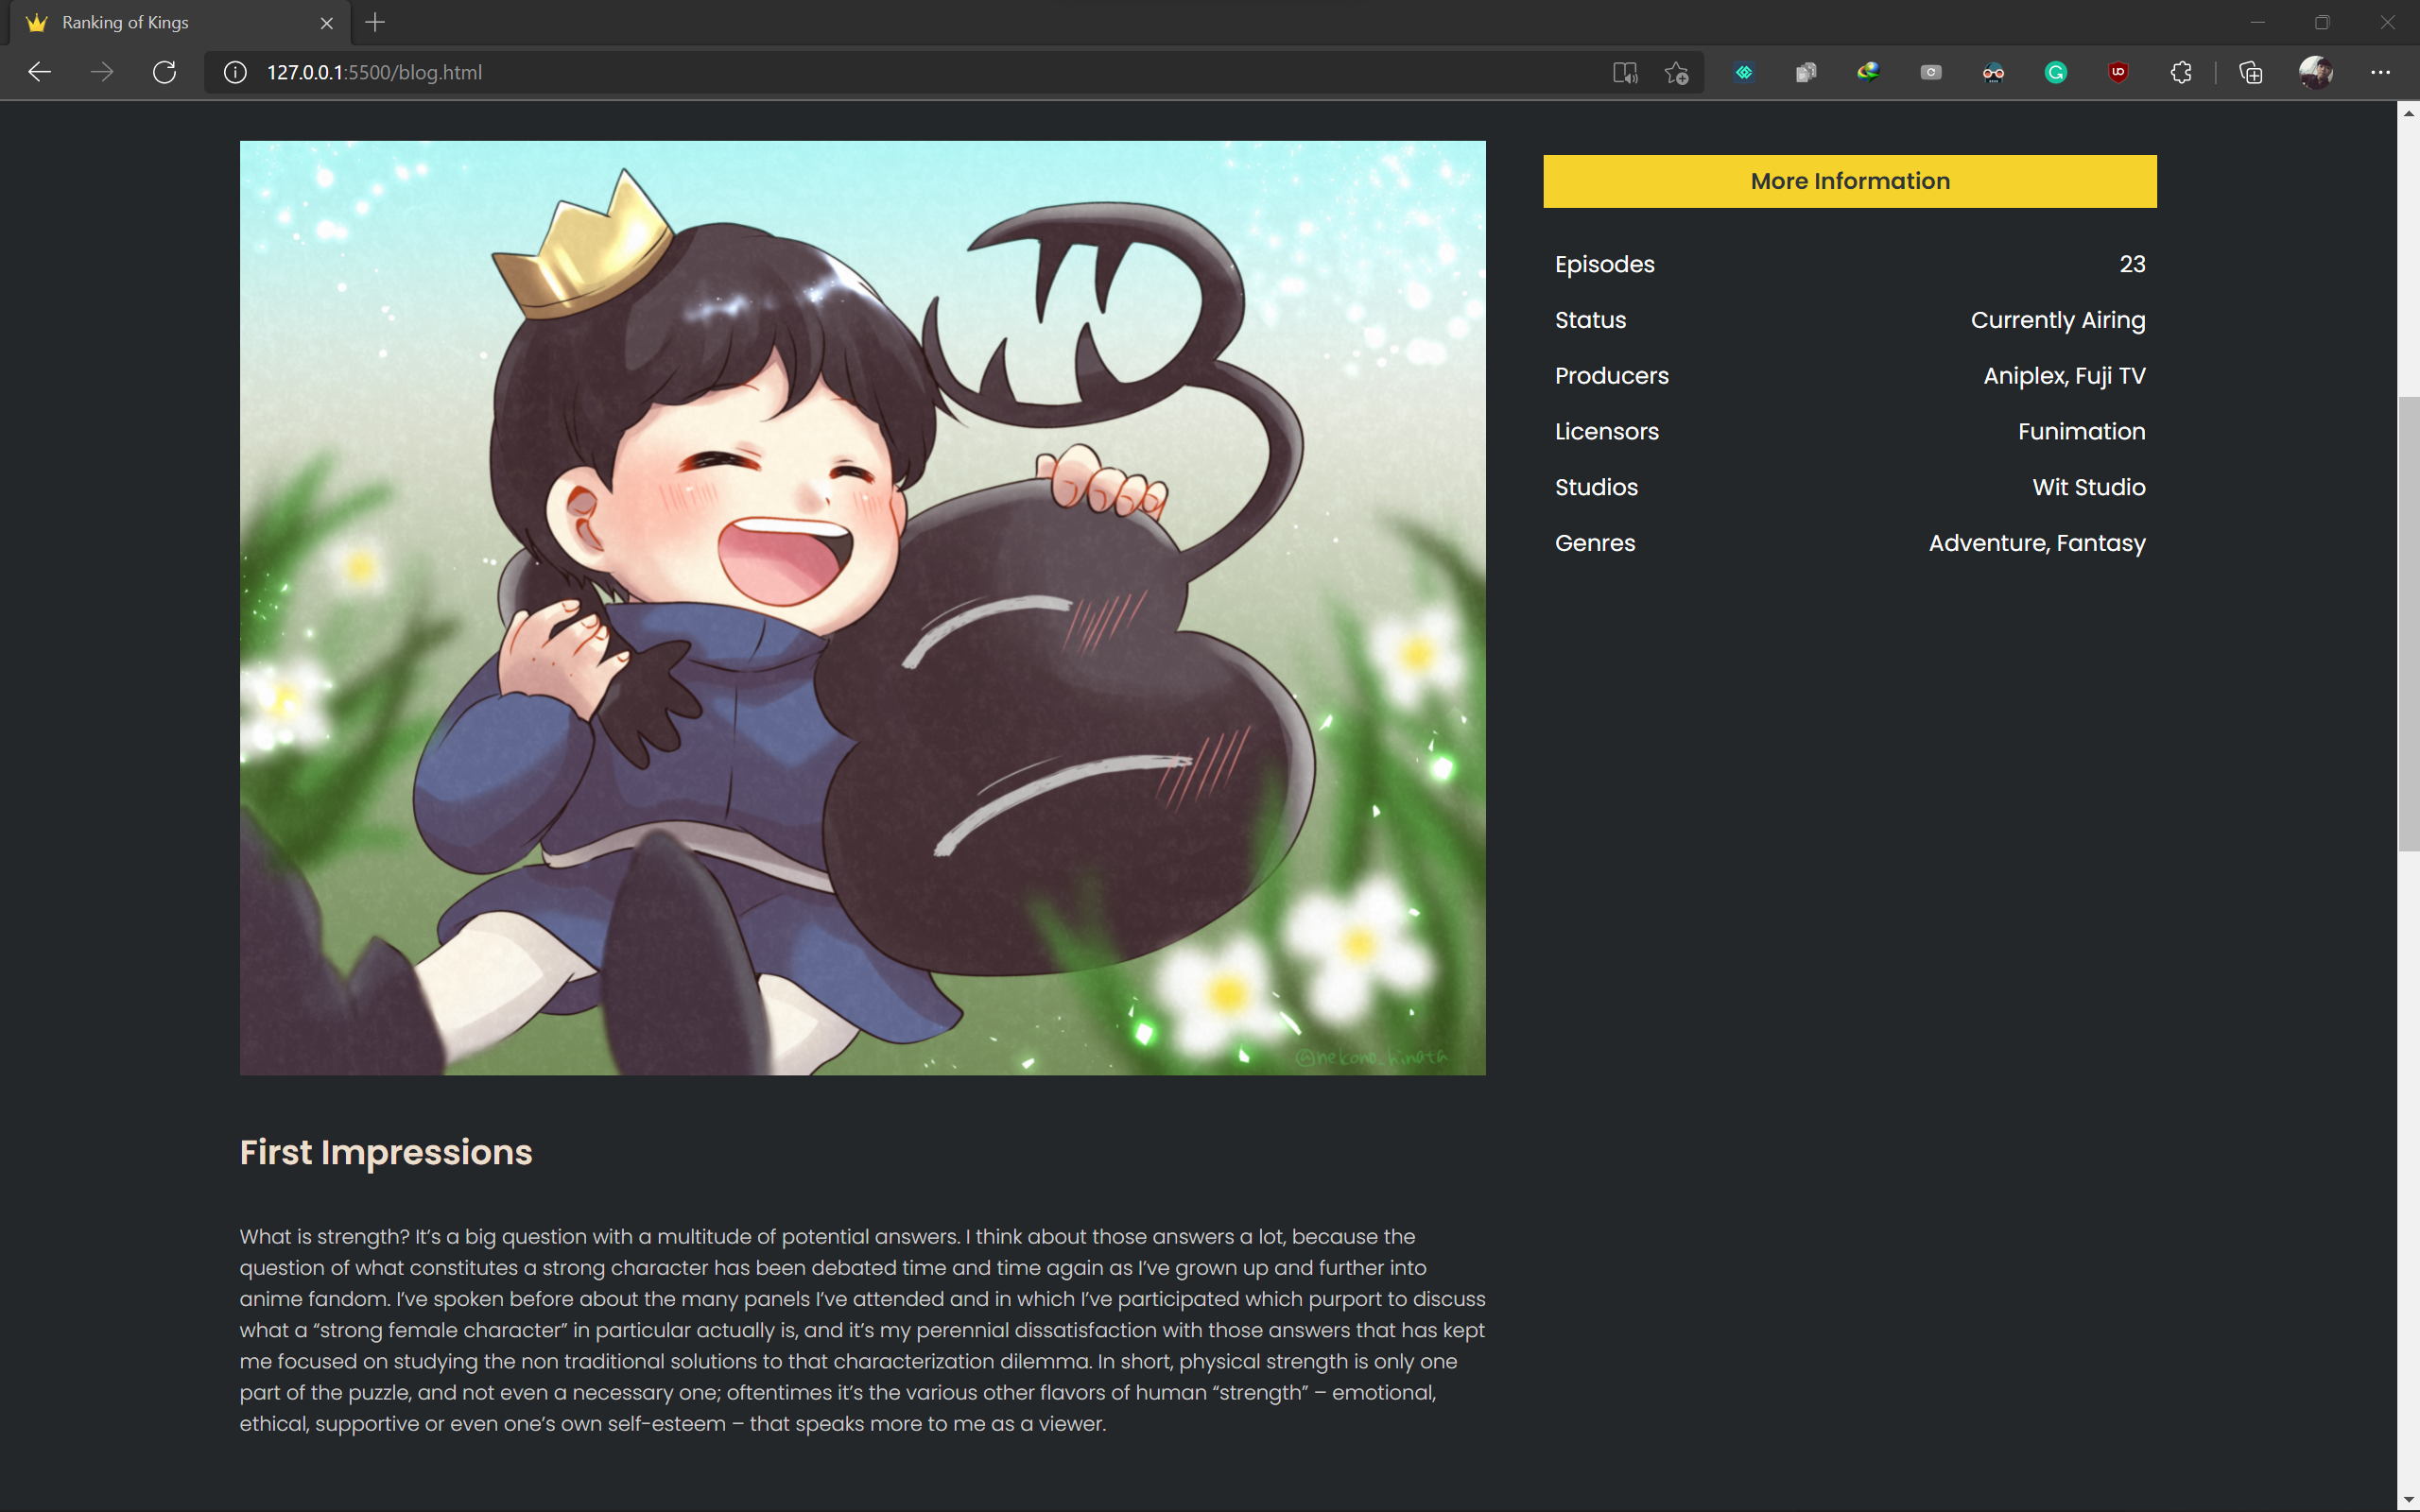 Ranking of Kings
127.0.0.1:5500/blog.html
More Information
Episodes 23
Status Currently Airing
Producers Aniplex, Fuji TV
Licensors Funimation
Studios Wit Studio
Genres Adventure, Fantasy
@nekono_hinata
First Impressions
What is strength? It’s a big question with a multitude of potential answers. I think about those answers a lot, because the
question of what constitutes a strong character has been debated time and time again as I’ve grown up and further into
anime fandom. I’ve spoken before about the many panels I’ve attended and in which I’ve participated which purport to discuss
what a “strong female character” in particular actually is, and it’s my perennial dissatisfaction with those answers that has kept
me focused on studying the non traditional solutions to that characterization dilemma. In short, physical strength is only one
part of the puzzle, and not even a necessary one; oftentimes it’s the various other flavors of human “strength” – emotional,
ethical, supportive or even one’s own self-esteem – that speaks more to me as a viewer.